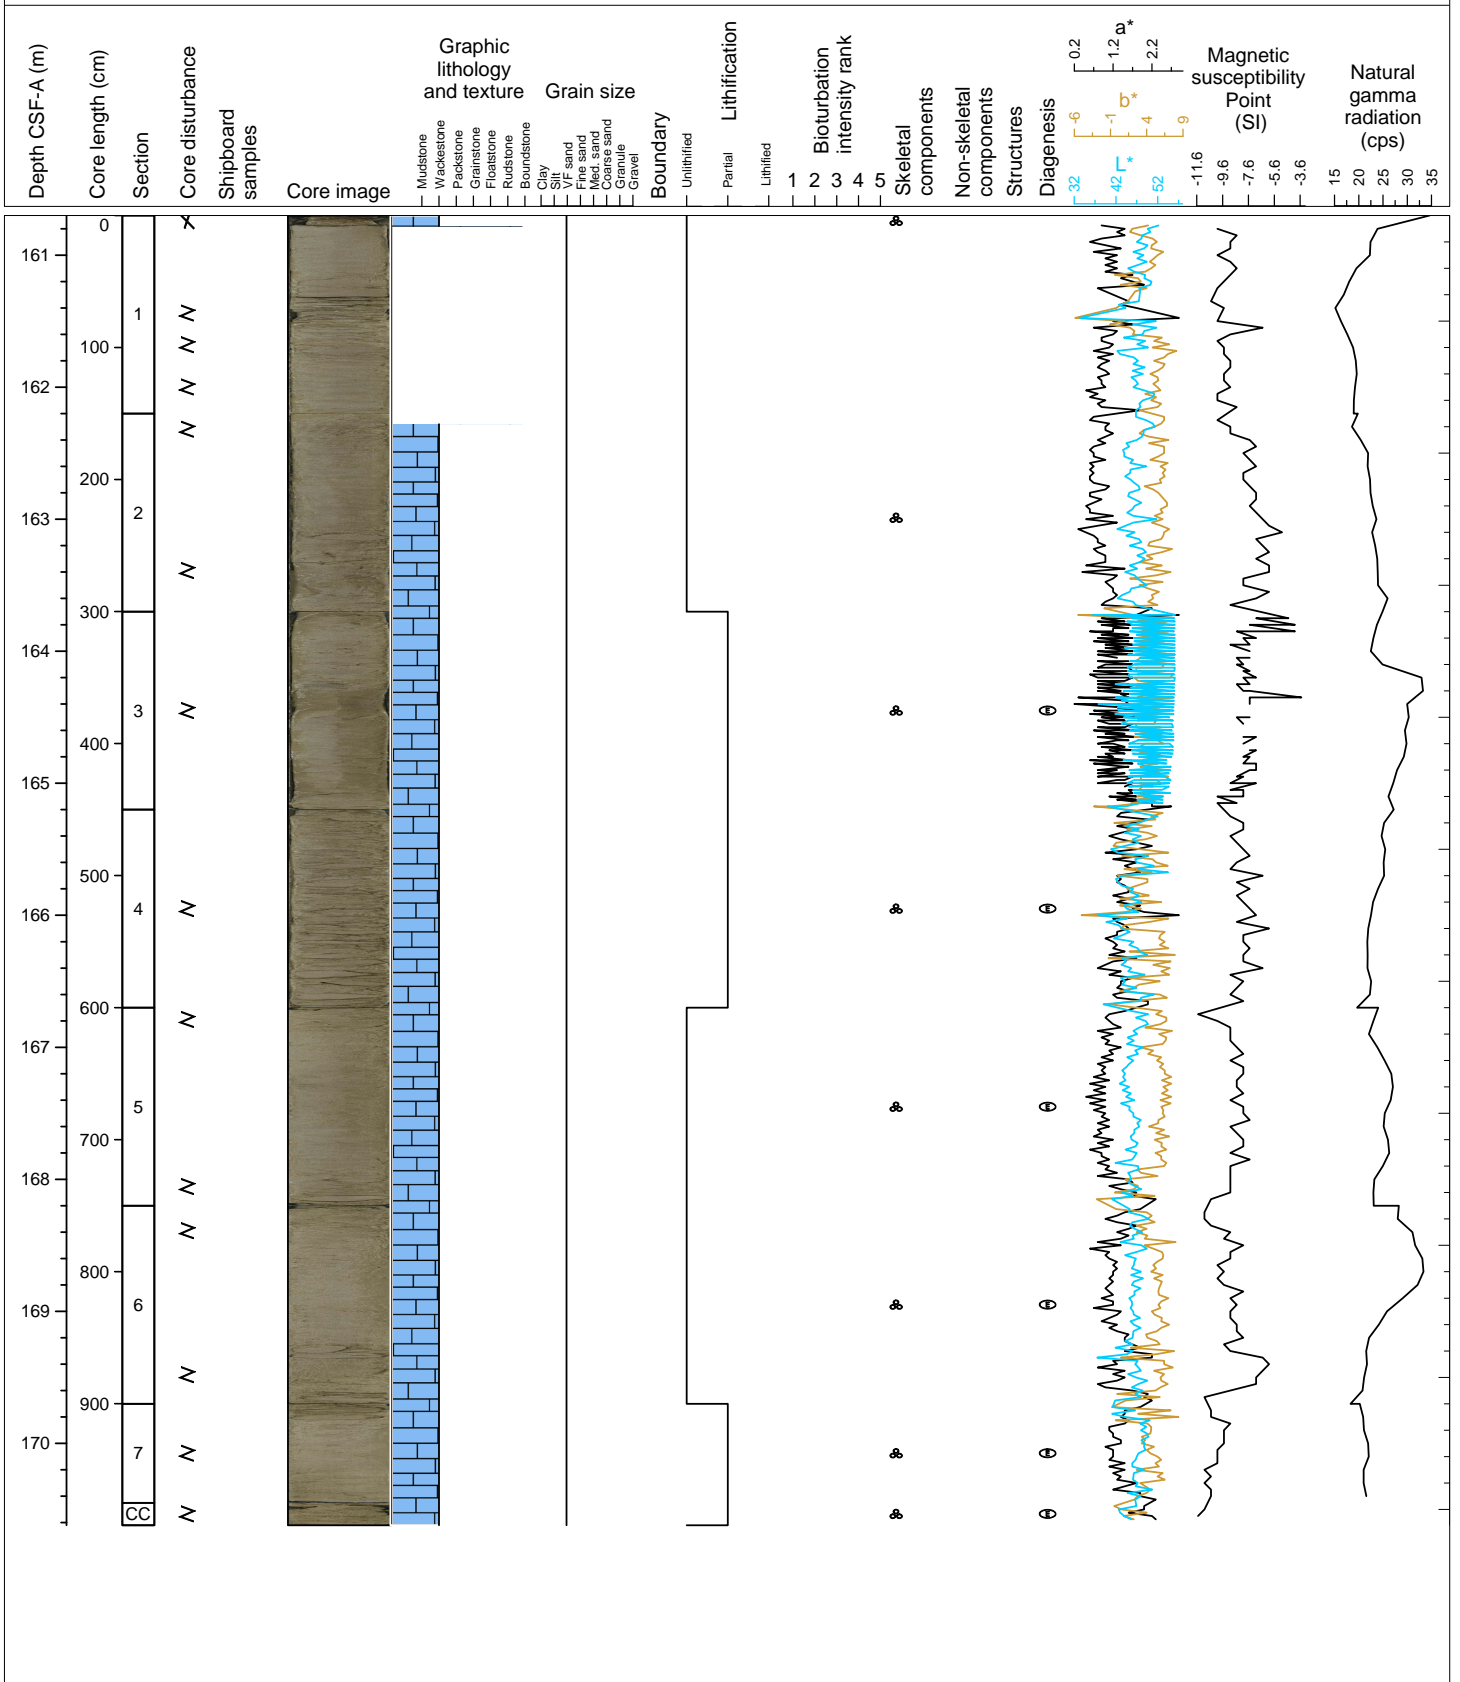 Depth CSF-A (m)
Core length (cm)
Section
Core disturbance
Shipboard
samples
Core image
Graphic
lithology
and texture
Mudstone
Wackestone
Packstone
Grainstone
Floatstone
Rudstone
Boundstone
Grain size
Clay
Silt
VF sand
Fine sand
Med. sand
Coarse sand
Granule
Gravel
Boundary
Lithification
Unlithified
Partial
Lithified
Bioturbation
intensity rank
1 2 3 4 5
Skeletal
components
Non-skeletal
components
Structures
Diagenesis
a*
0.2 1.2 2.2
b*
-6 -1 4 9
L*
32 42 52
Magnetic
susceptibility
Point
(SI)
-11.6 -9.6 -7.6 -5.6 -3.6
Natural
gamma
radiation
(cps)
15 20 25 30 35
0
161
1
100
162
200
2
163
300
164
3
400
165
500
4
166
600
167
5
700
168
800
6
169
900
170
7
CC